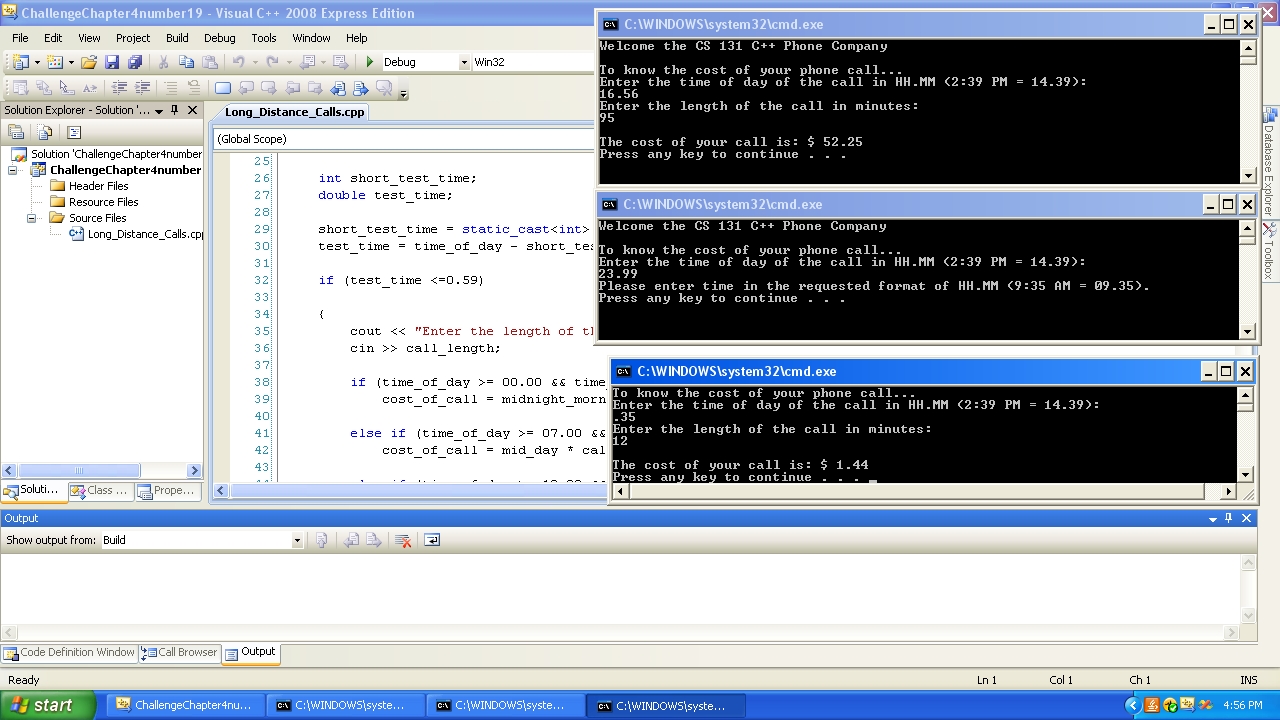 ChallengeChapter4number19 - Visual C++ 2008 Express Edition
File Edit View Project Build Debug Tools Window Help
Debug Win32
Solution Explorer - Solution '...
Solution 'ChallengeChapter4number
ChallengeChapter4number
Header Files
Resource Files
Source Files
Long_Distance_Calls.cpp
Soluti... Class ... Prope...
Long_Distance_Calls.cpp
(Global Scope)
25
26 int short_test_time;
27 double test_time;
28
29 short_test_time = static_cast<int>
30 test_time = time_of_day - short_tes
31
32 if (test_time <=0.59)
33
34 {
35 cout << "Enter the length of th
36 cin >> call_length;
37
38 if (time_of_day >= 00.00 && time_
39 cost_of_call = midnight_morn
40
41 else if (time_of_day >= 07.00 &&
42 cost_of_call = mid_day * cal
43
C:\WINDOWS\system32\cmd.exe
Welcome the CS 131 C++ Phone Company
To know the cost of your phone call...
Enter the time of day of the call in HH.MM (2:39 PM = 14.39):
16.56
Enter the length of the call in minutes:
95
The cost of your call is: $ 52.25
Press any key to continue . . .
C:\WINDOWS\system32\cmd.exe
Welcome the CS 131 C++ Phone Company
To know the cost of your phone call...
Enter the time of day of the call in HH.MM (2:39 PM = 14.39):
23.99
Please enter time in the requested format of HH.MM (9:35 AM = 09.35).
Press any key to continue . . .
C:\WINDOWS\system32\cmd.exe
To know the cost of your phone call...
Enter the time of day of the call in HH.MM (2:39 PM = 14.39):
.35
Enter the length of the call in minutes:
12
The cost of your call is: $ 1.44
Press any key to continue . . .
Database Explorer
Toolbox
Output
Show output from: Build
Code Definition Window Call Browser Output
Ready Ln 1 Col 1 Ch 1 INS
start ChallengeChapter4nu... C:\WINDOWS\syste... C:\WINDOWS\syste... C:\WINDOWS\syste... 4:56 PM